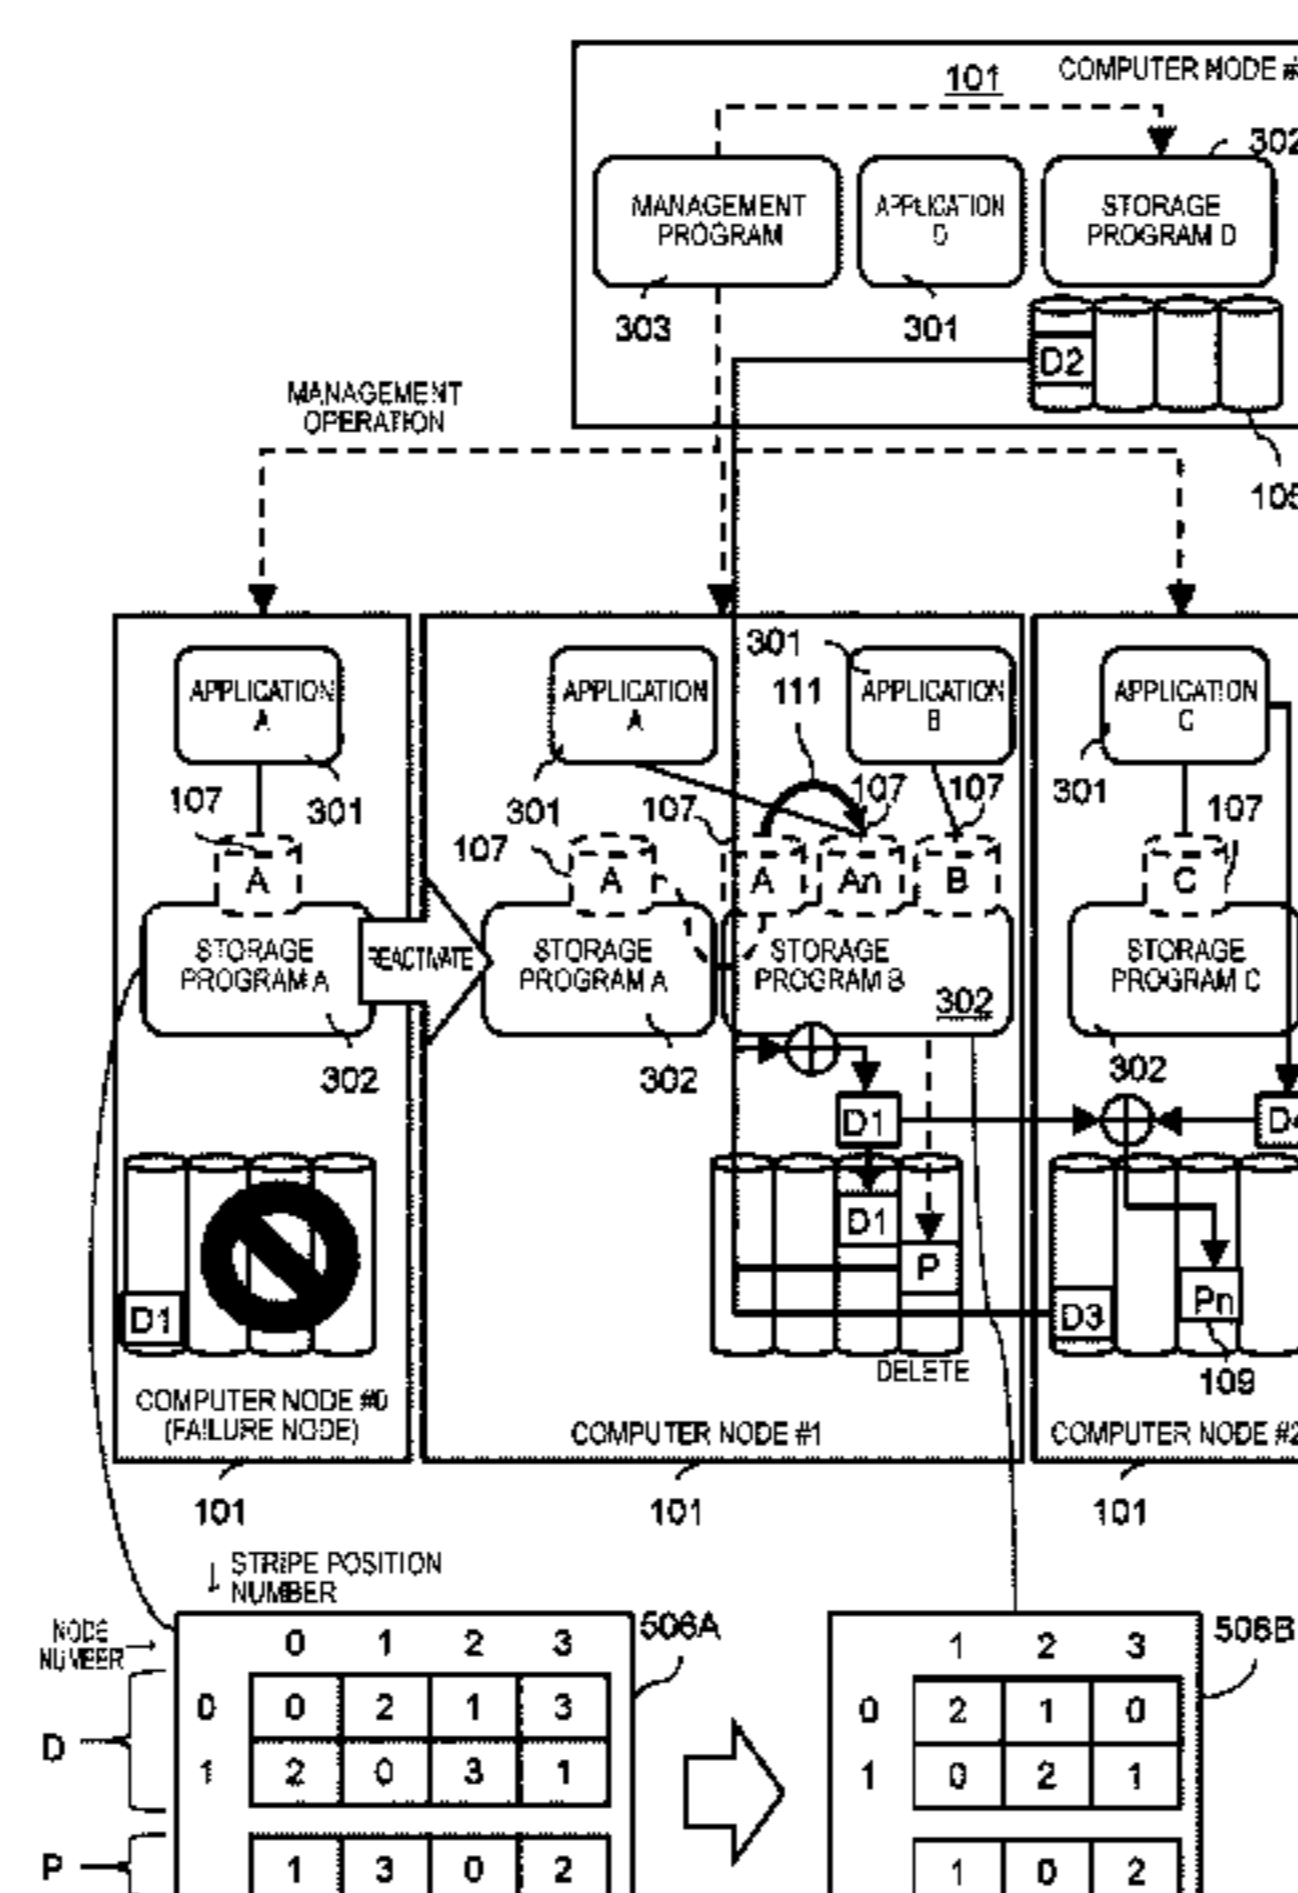 101
COMPUTER NODE #
302
MANAGEMENT
PROGRAM
APPLICATION
D
STORAGE
PROGRAM D
303
301
D2
MANAGEMENT
OPERATION
APPLICATION
A
107
301
A
STORAGE
PROGRAM A
302
D1
COMPUTER NODE #0
(FAILURE NODE)
101
REACTIVATE
APPLICATION
A
301
107
A
STORAGE
PROGRAM A
302
301
111
APPLICATION
B
107
107
107
A
An
B
STORAGE
PROGRAM B
302
D1
D1
P
DELETE
COMPUTER NODE #1
101
APPLICATION
C
301
107
C
STORAGE
PROGRAM C
302
D4
D3
Pn
109
COMPUTER NODE #2
101
STRIPE POSITION
NUMBER
NODE
NUMBER
506A
0 1 2 3
D
0 0 2 1 3
1 2 0 3 1
P
1 3 0 2
506B
1 2 3
0 2 1 0
1 0 2 1
1 0 2